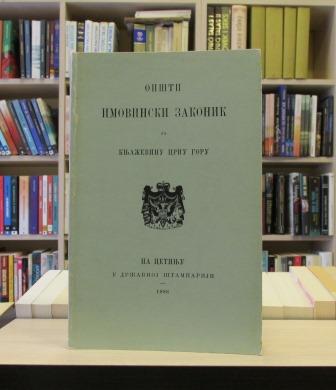 ОПШТИ
ИМОВИНСКИ ЗАКОНИК
ЗА
КЊАЖЕВИНУ ЦРНУ ГОРУ
НА ЦЕТИЊУ
У ДРЖАВНОЈ ШТАМПАРИЈИ
1888